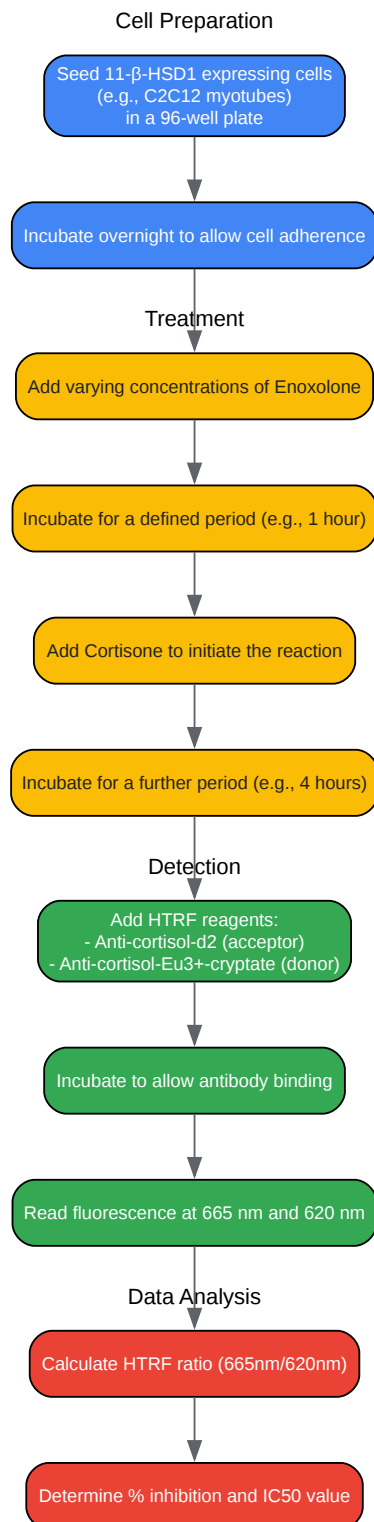 Cell Preparation
Seed 11-β-HSD1 expressing cells
(e.g., C2C12 myotubes)
in a 96-well plate
Incubate overnight to allow cell adherence
Treatment
Add varying concentrations of Enoxolone
Incubate for a defined period (e.g., 1 hour)
Add Cortisone to initiate the reaction
Incubate for a further period (e.g., 4 hours)
Detection
Add HTRF reagents:
- Anti-cortisol-d2 (acceptor)
- Anti-cortisol-Eu3+-cryptate (donor)
Incubate to allow antibody binding
Read fluorescence at 665 nm and 620 nm
Data Analysis
Calculate HTRF ratio (665nm/620nm)
Determine % inhibition and IC50 value